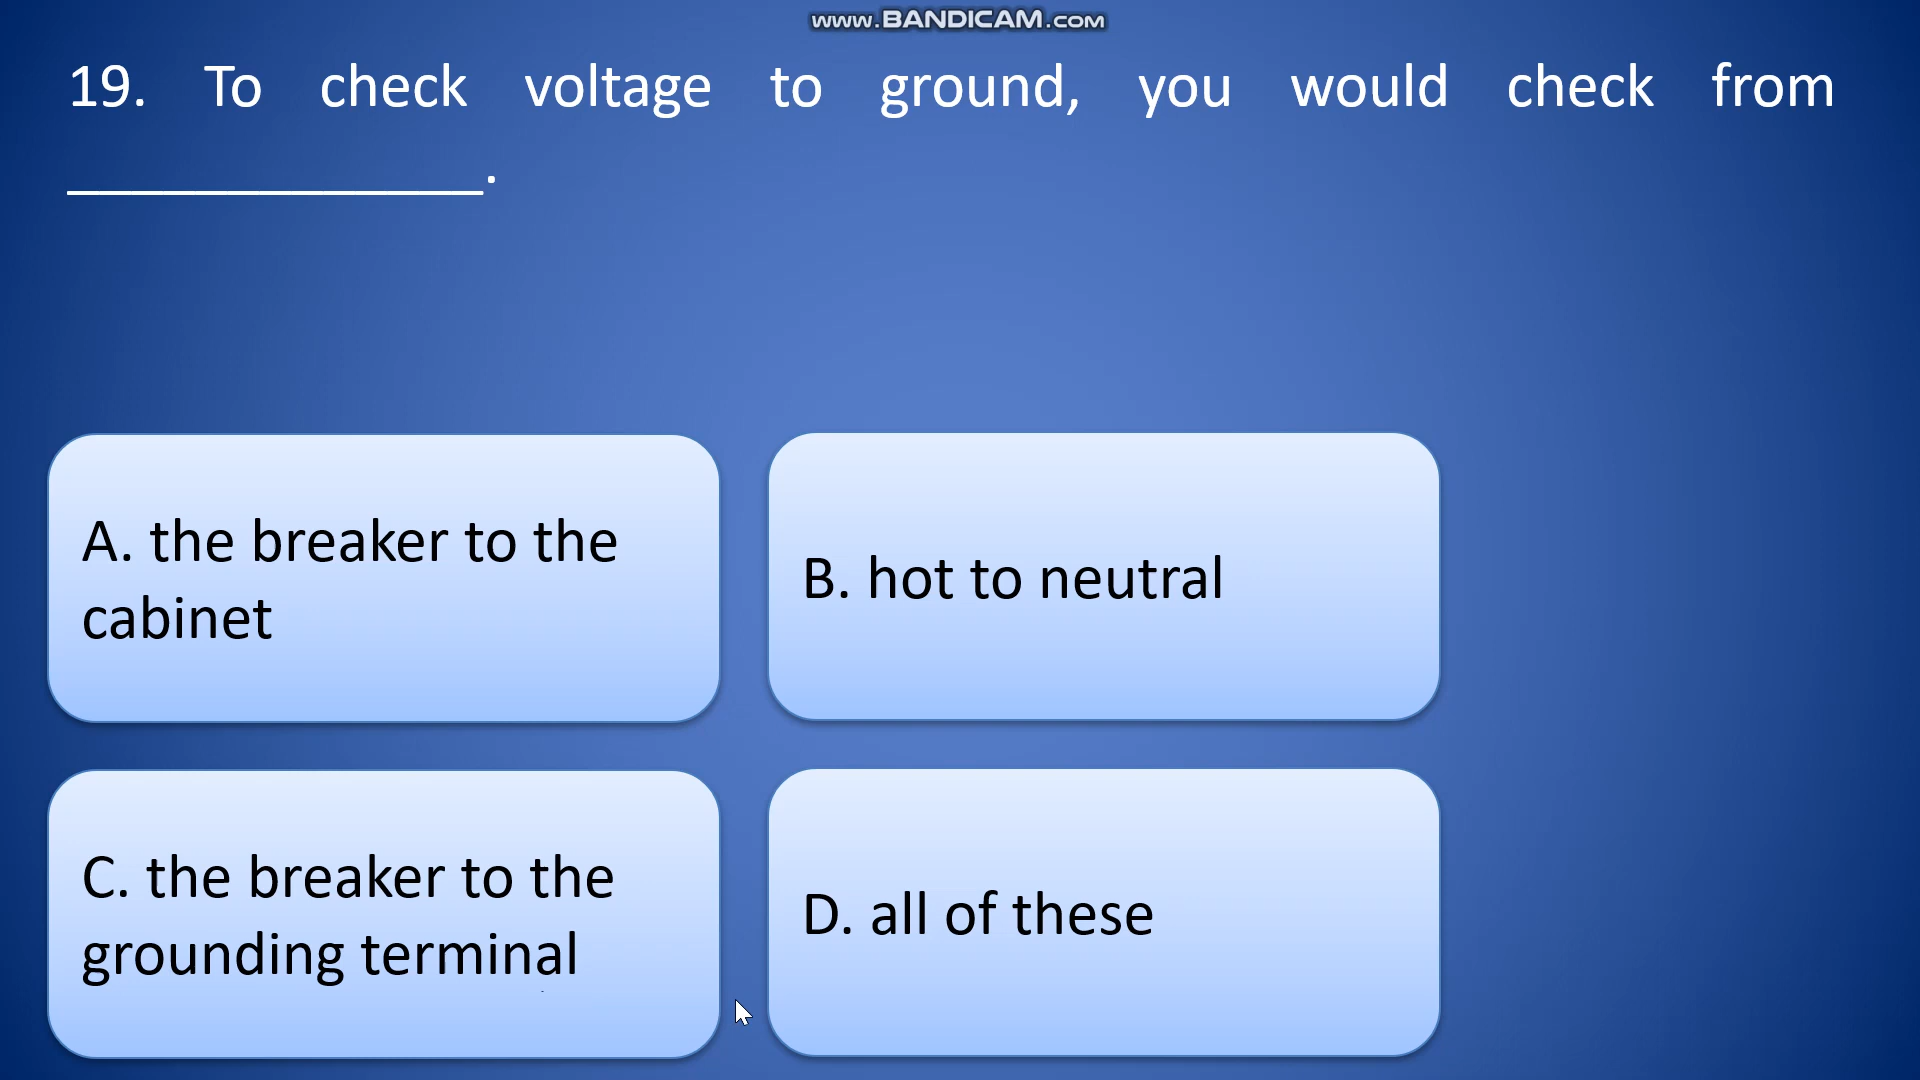 www.BANDICAM.com
19. To check voltage to ground, you would check from
_____________.
A. the breaker to the
cabinet
B. hot to neutral
C. the breaker to the
grounding terminal
D. all of these